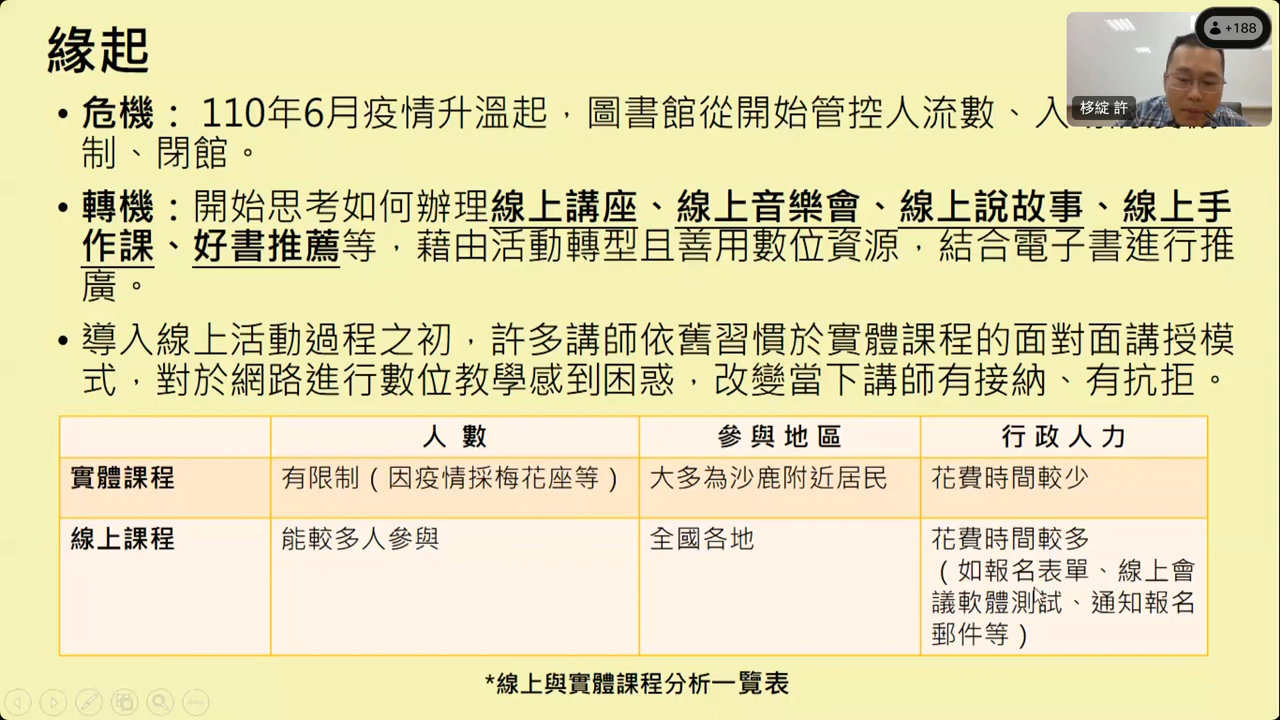 緣起
+188
移綻 許
• 危機： 110年6月疫情升溫起，圖書館從開始管控人流數、入
制、閉館。
• 轉機：開始思考如何辦理線上講座、線上音樂會、線上說故事、線上手
作課、好書推薦等，藉由活動轉型且善用數位資源，結合電子書進行推
廣。
• 導入線上活動過程之初，許多講師依舊習慣於實體課程的面對面講授模
式，對於網路進行數位教學感到困惑，改變當下講師有接納、有抗拒。
人 數 參與地區 行政人力
實體課程 有限制（因疫情採梅花座等） 大多為沙鹿附近居民 花費時間較少
線上課程 能較多人參與 全國各地 花費時間較多
（如報名表單、線上會
議軟體測試、通知報名
郵件等）
*線上與實體課程分析一覽表